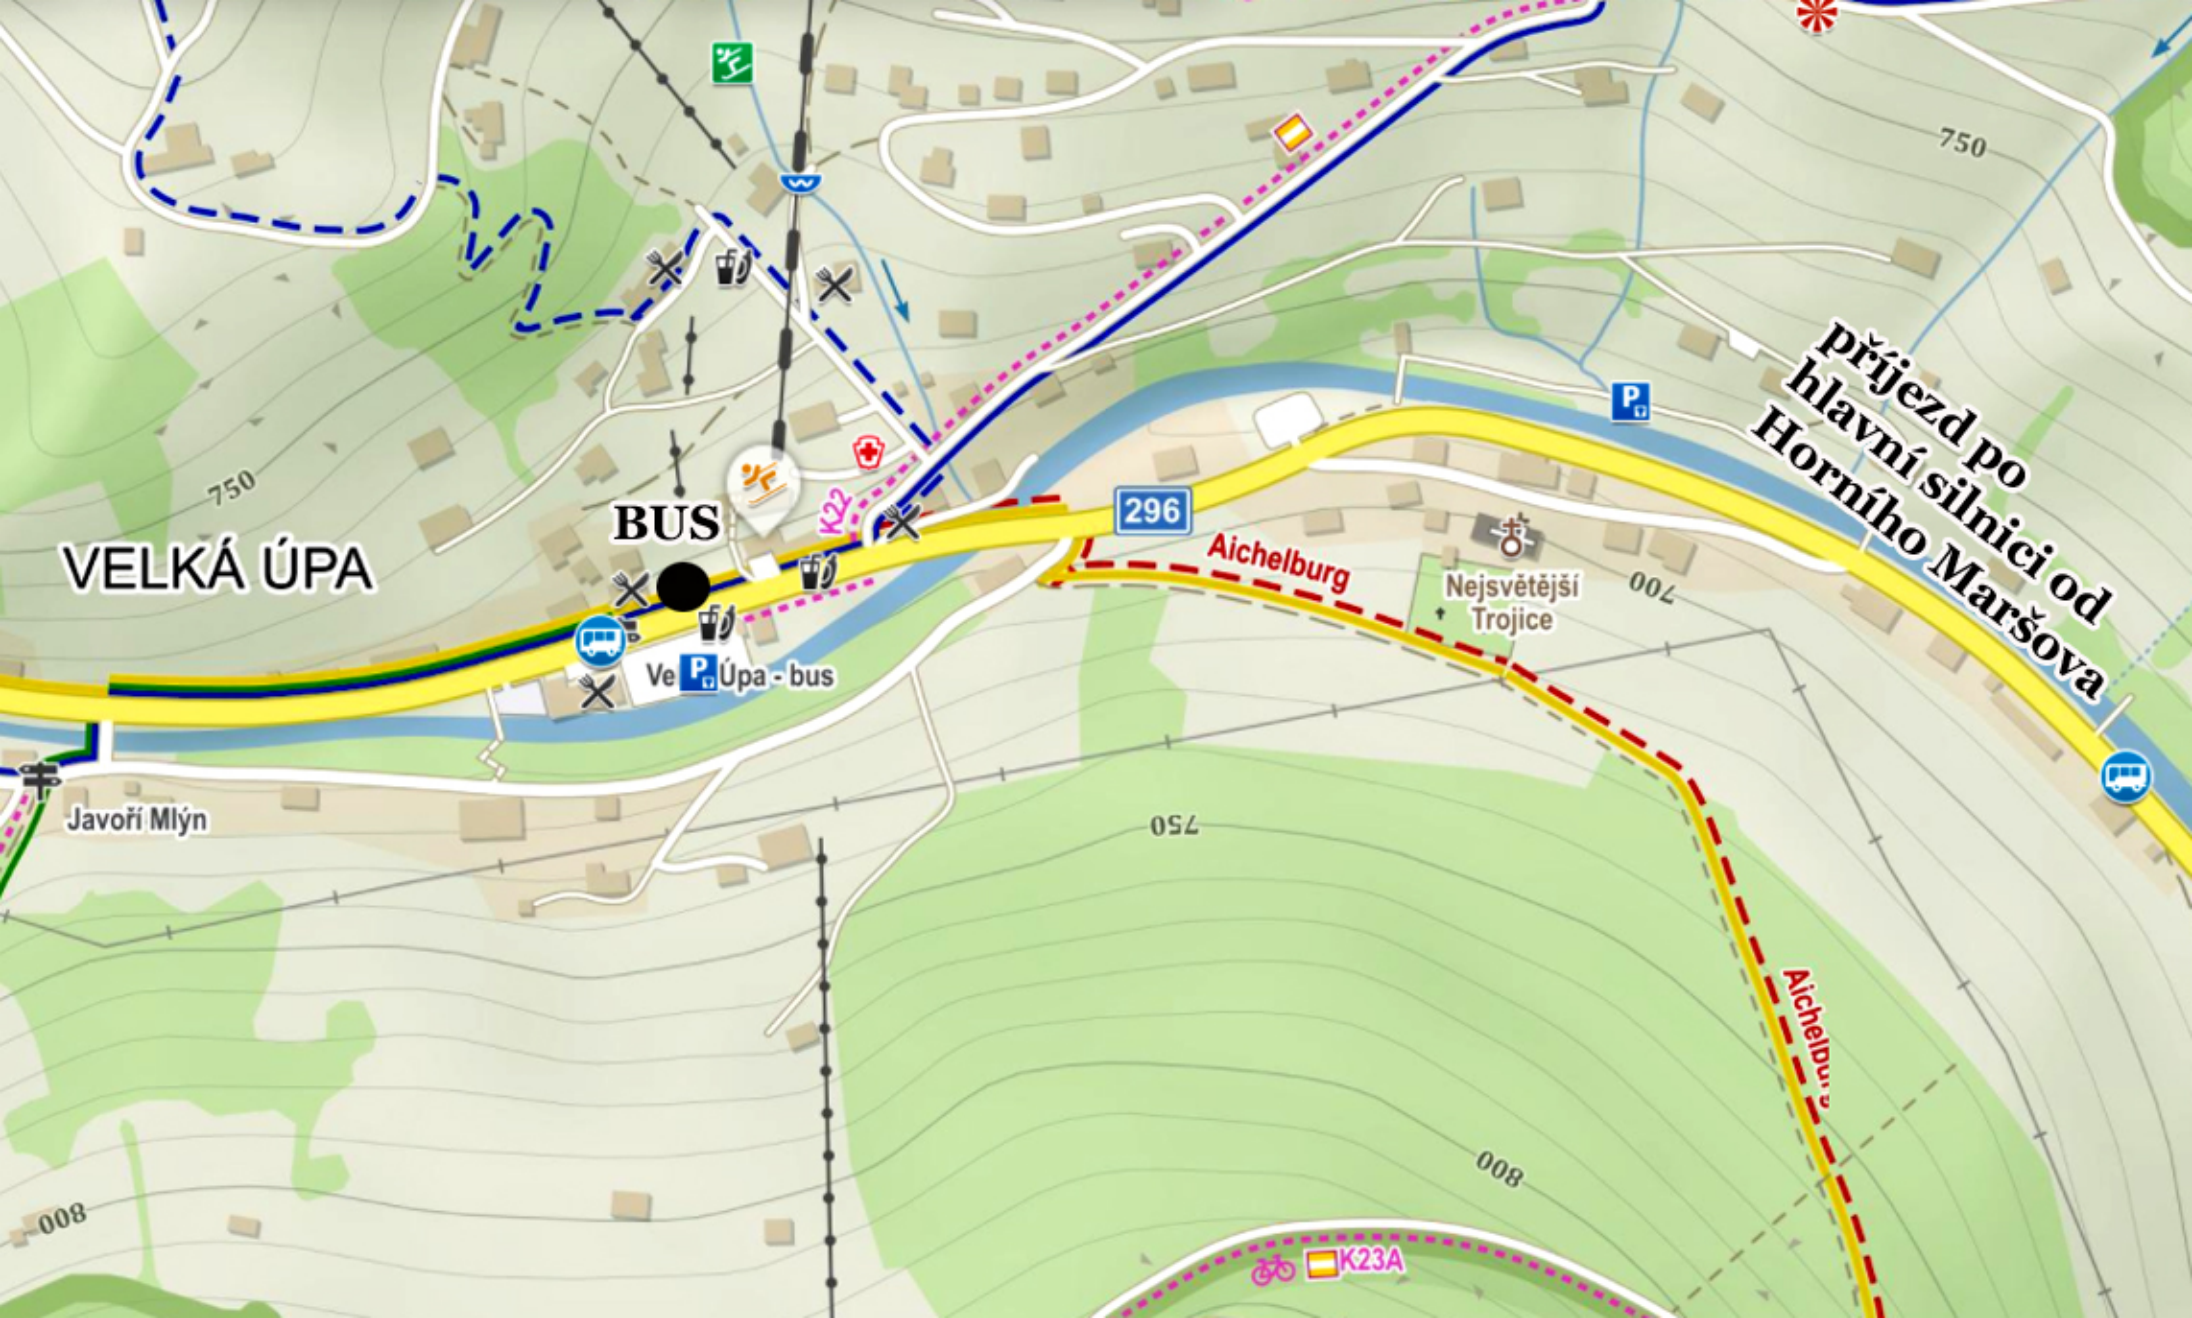 750
příjezd po
hlavní silnici od
Horního Maršova
P
750
K22
BUS
296
VELKÁ ÚPA
Aichelburg
Nejsvětější
Trojice
700
Ve P Úpa - bus
Javoří Mlýn
750
Aichelburg
800
800
K23A